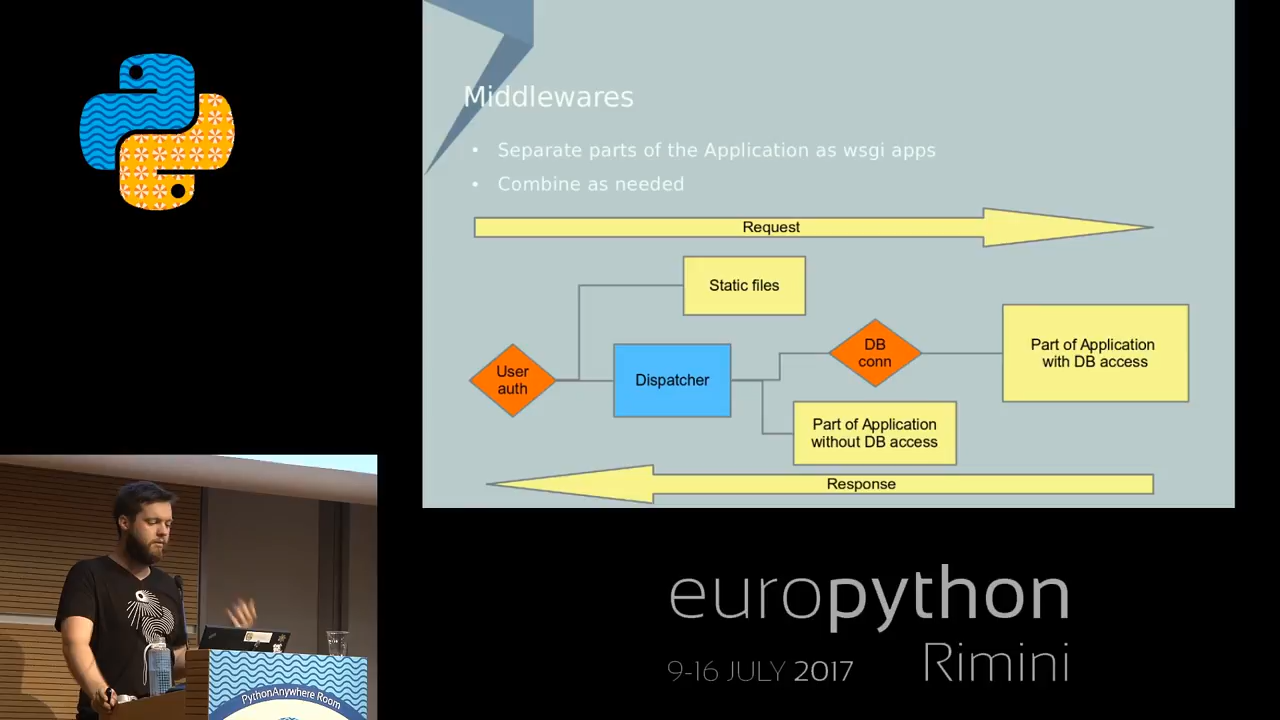 Middlewares
• Separate parts of the Application as wsgi apps
• Combine as needed
Request
Static files
User
auth
Dispatcher
DB
conn
Part of Application
with DB access
Part of Application
without DB access
Response
europython
9-16 JULY 2017 Rimini
PythonAnywhere Room